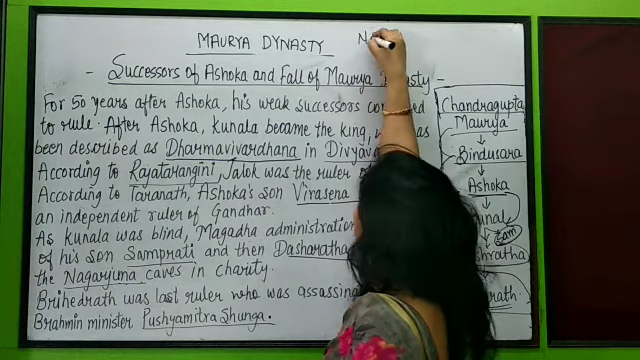 MAURYA DYNASTY N
- Successors of Ashoka and Fall of Maurya -
For 50 years after Ashoka, his weak successors
to rule. After Ashoka, Kunala became the king,
been described as Dharmavivardhana in
According to Rajatarangini, Jalok was the ruler
According to Taranath, Ashoka's son Virasena
an independent ruler of Gandhar.
As Kunala was blind, Magadha administration
of his son Samprati and then Dasharatha
the Nagarjuna caves in charity.
Brihedrath was last ruler who was
Brahmin minister Pushyamitra Shunga.
Chandragupta
Maurya
↓
Bindusara
↓
Ashoka